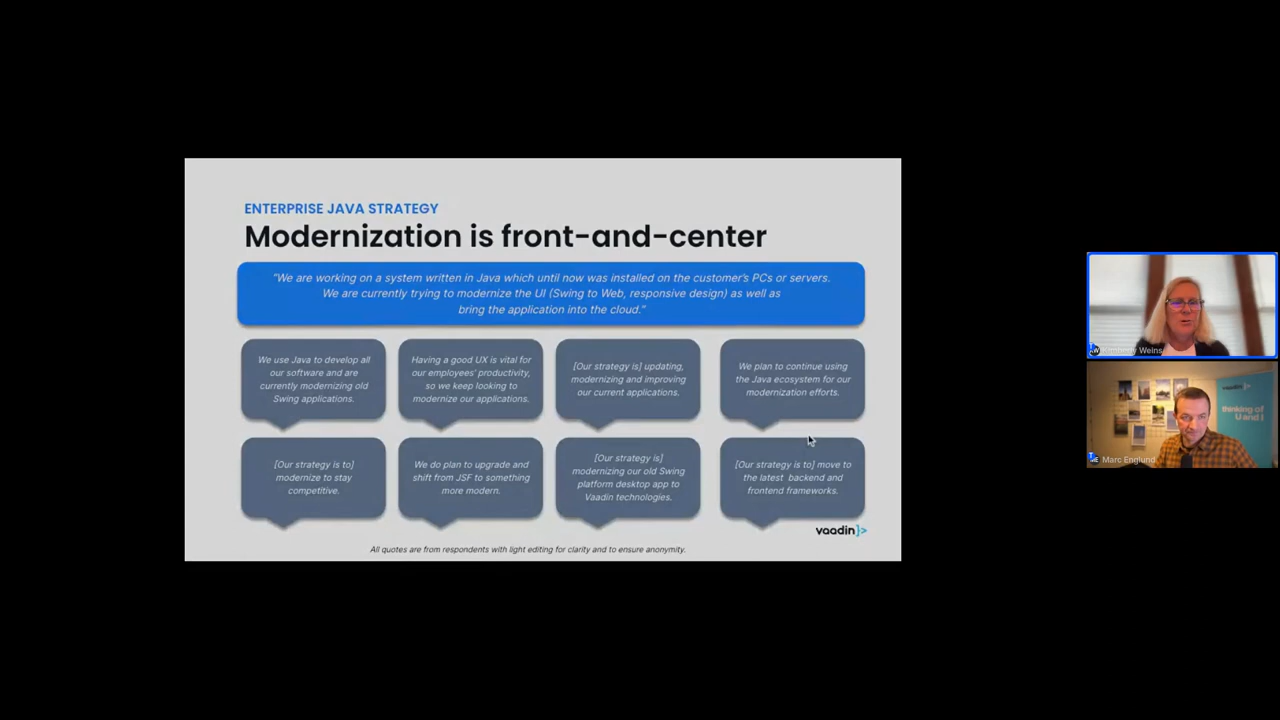 ENTERPRISE JAVA STRATEGY
Modernization is front-and-center
"We are working on a system written in Java which until now was installed on the customer's PCs or servers.
We are currently trying to modernize the UI (Swing to Web, responsive design) as well as
bring the application into the cloud."
We use Java to develop all
our software and are
currently modernizing old
Swing applications.
Having a good UX is vital for
our employees' productivity,
so we keep looking to
modernize our applications.
[Our strategy is] updating,
modernizing and improving
our current applications.
We plan to continue using
the Java ecosystem for our
modernization efforts.
[Our strategy is to]
modernize to stay
competitive.
We do plan to upgrade and
shift from JSF to something
more modern.
[Our strategy is]
modernizing our old Swing
platform desktop app to
Vaadin technologies.
[Our strategy is to] move to
the latest backend and
frontend frameworks.
vaadin}>
All quotes are from respondents with light editing for clarity and to ensure anonymity.
Weins
vaadin}>
thinking of
U and I
Marc Englund